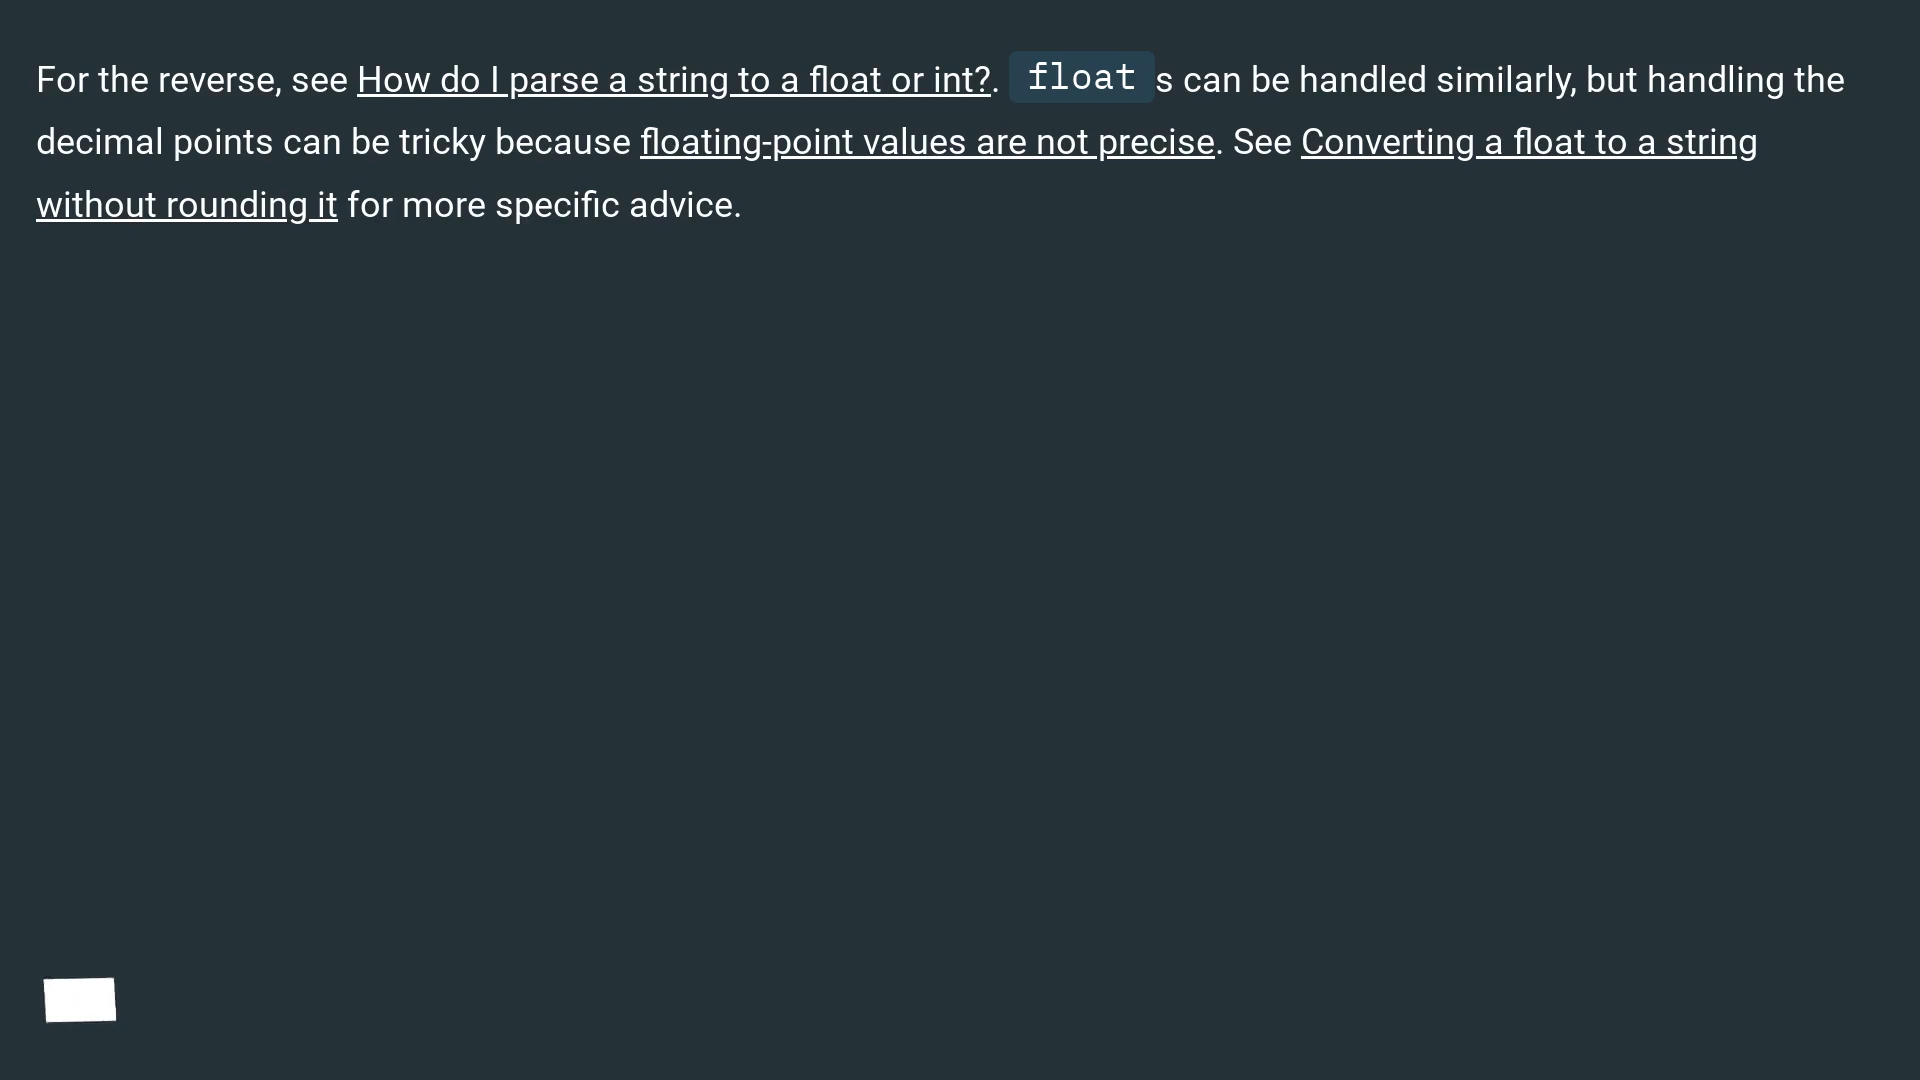 For the reverse, see How do I parse a string to a float or int?. floats can be handled similarly, but handling the
decimal points can be tricky because floating-point values are not precise. See Converting a float to a string
without rounding it for more specific advice.